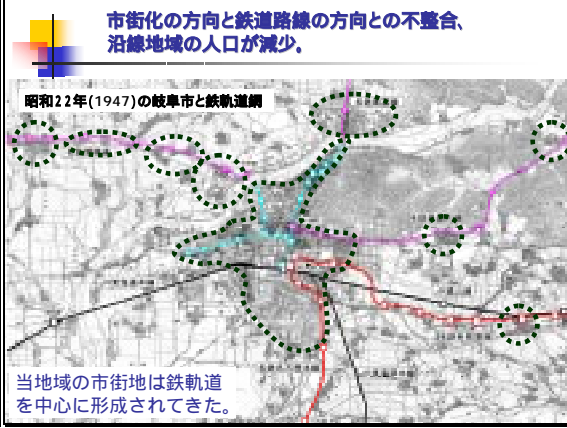 市街化の方向と鉄道路線の方向との不整合、
沿線地域の人口が減少。
昭和22年(1947)の岐阜市と鉄軌道網
当地域の市街地は鉄軌道
を中心に形成されてきた。